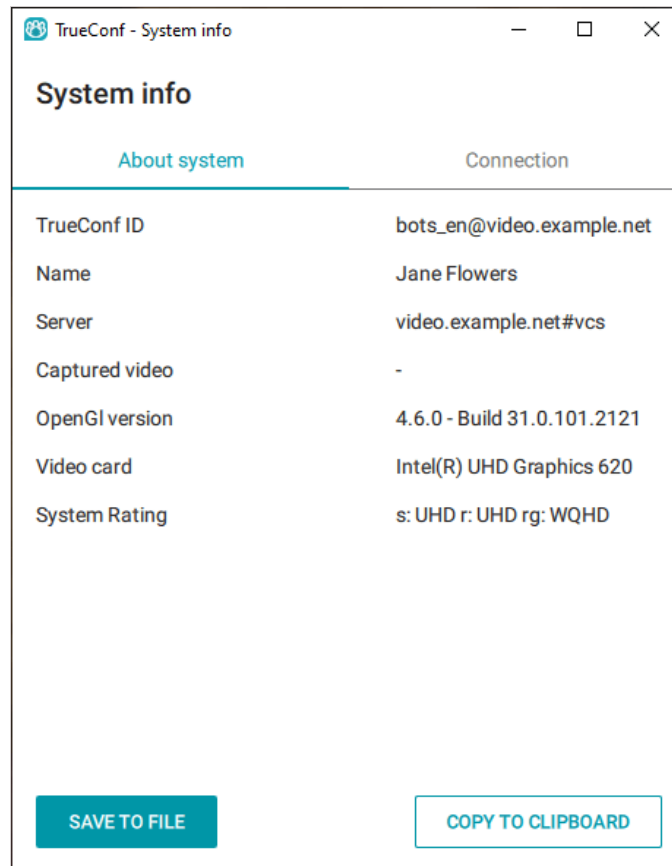 TrueConf - System info
System info
About system Connection
TrueConf ID bots_en@video.example.net
Name Jane Flowers
Server video.example.net#vcs
Captured video -
OpenGl version 4.6.0 - Build 31.0.101.2121
Video card Intel(R) UHD Graphics 620
System Rating s: UHD r: UHD rg: WQHD
SAVE TO FILE COPY TO CLIPBOARD